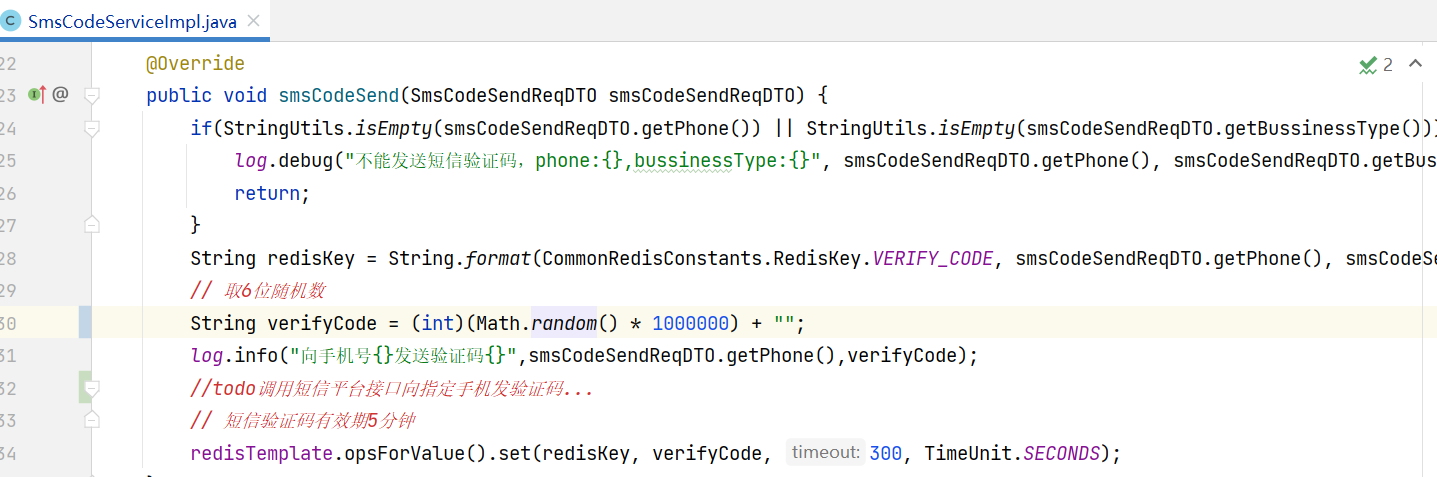 SmsCodeServiceImpl.java
22 @Override 2
23 @ public void smsCodeSend(SmsCodeSendReqDTO smsCodeSendReqDTO) {
24 if(StringUtils.isEmpty(smsCodeSendReqDTO.getPhone()) || StringUtils.isEmpty(smsCodeSendReqDTO.getBussinessType()))
25 log.debug("不能发送短信验证码，phone:{},bussinessType:{}", smsCodeSendReqDTO.getPhone(), smsCodeSendReqDTO.getBus
26 return;
27 }
28 String redisKey = String.format(CommonRedisConstants.RedisKey.VERIFY_CODE, smsCodeSendReqDTO.getPhone(), smsCodeSe
29 // 取6位随机数
30 String verifyCode = (int)(Math.random() * 1000000) + "";
31 log.info("向手机号{}发送验证码{}",smsCodeSendReqDTO.getPhone(),verifyCode);
32 //todo调用短信平台接口向指定手机发验证码...
33 // 短信验证码有效期5分钟
34 redisTemplate.opsForValue().set(redisKey, verifyCode, timeout: 300, TimeUnit.SECONDS);